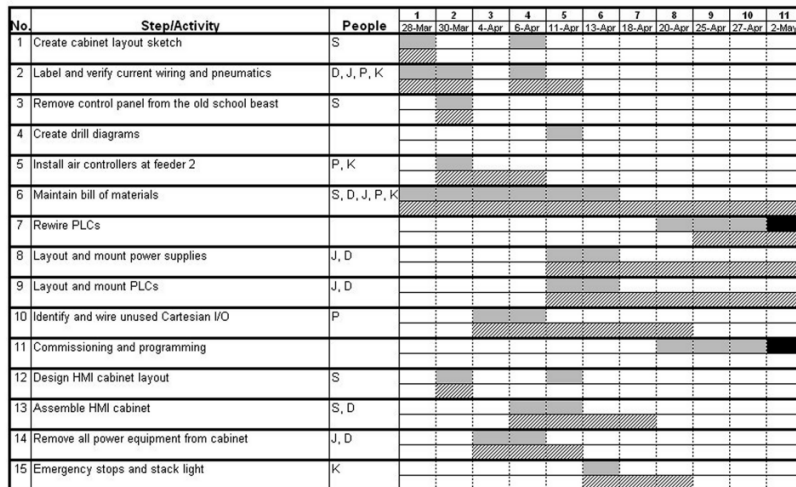 1 2 3 4 5 6 7 8 9 10 11
No. Step/Activity People 28-Mar 30-Mar 4-Apr 6-Apr 11-Apr 13-Apr 18-Apr 20-Apr 25-Apr 27-Apr 2-May
1 Create cabinet layout sketch S
2 Label and verify current wiring and pneumatics D, J, P, K
3 Remove control panel from the old school beast S
4 Create drill diagrams
5 Install air controllers at feeder 2 P, K
6 Maintain bill of materials S, D, J, P, K
7 Rewire PLCs
8 Layout and mount power supplies J, D
9 Layout and mount PLCs J, D
10 Identify and wire unused Cartesian I/O P
11 Commissioning and programming
12 Design HMI cabinet layout S
13 Assemble HMI cabinet S, D
14 Remove all power equipment from cabinet J, D
15 Emergency stops and stack light K